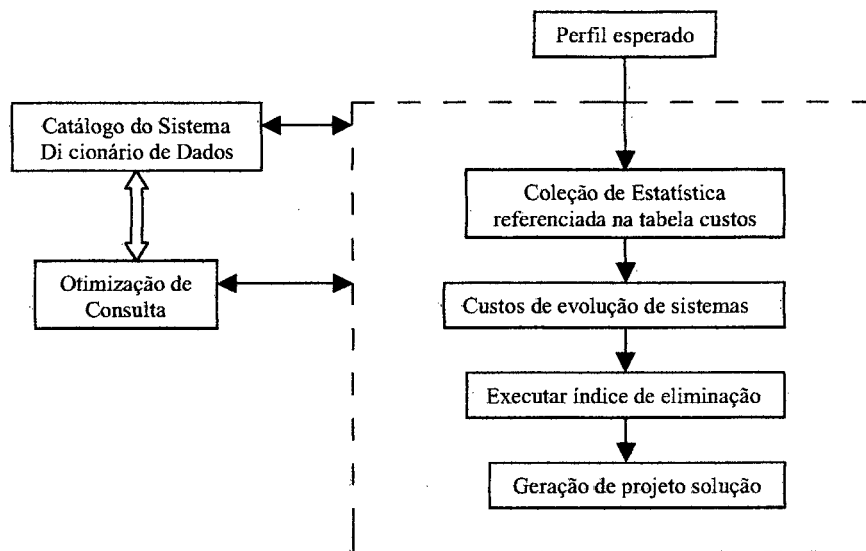 Perfil esperado
Catálogo do Sistema
Di cionário de Dados
Coleção de Estatística
referenciada na tabela custos
Otimização de
Consulta
Custos de evolução de sistemas
Executar índice de eliminação
Geração de projeto solução